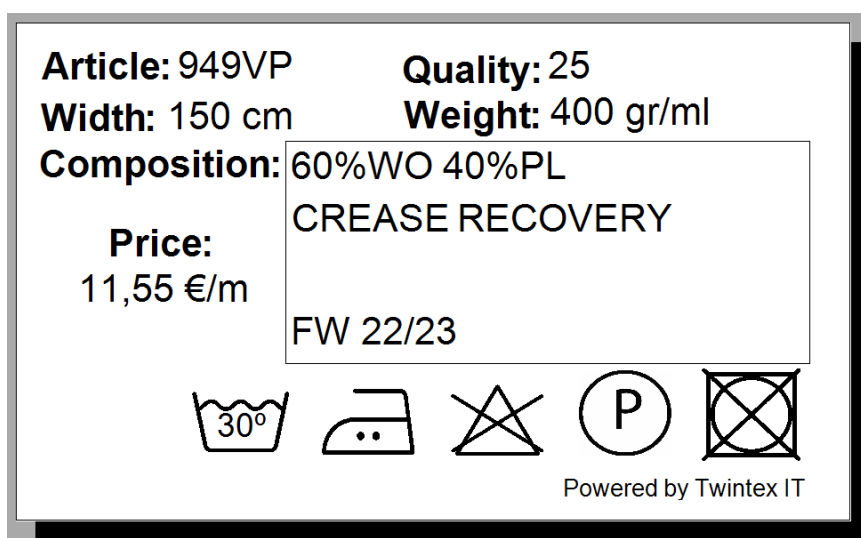 Article: 949VP Quality: 25
Width: 150 cm Weight: 400 gr/ml
Composition: 60%WO 40%PL
CREASE RECOVERY
Price:
11,55 €/m
FW 22/23
30º P
Powered by Twintex IT